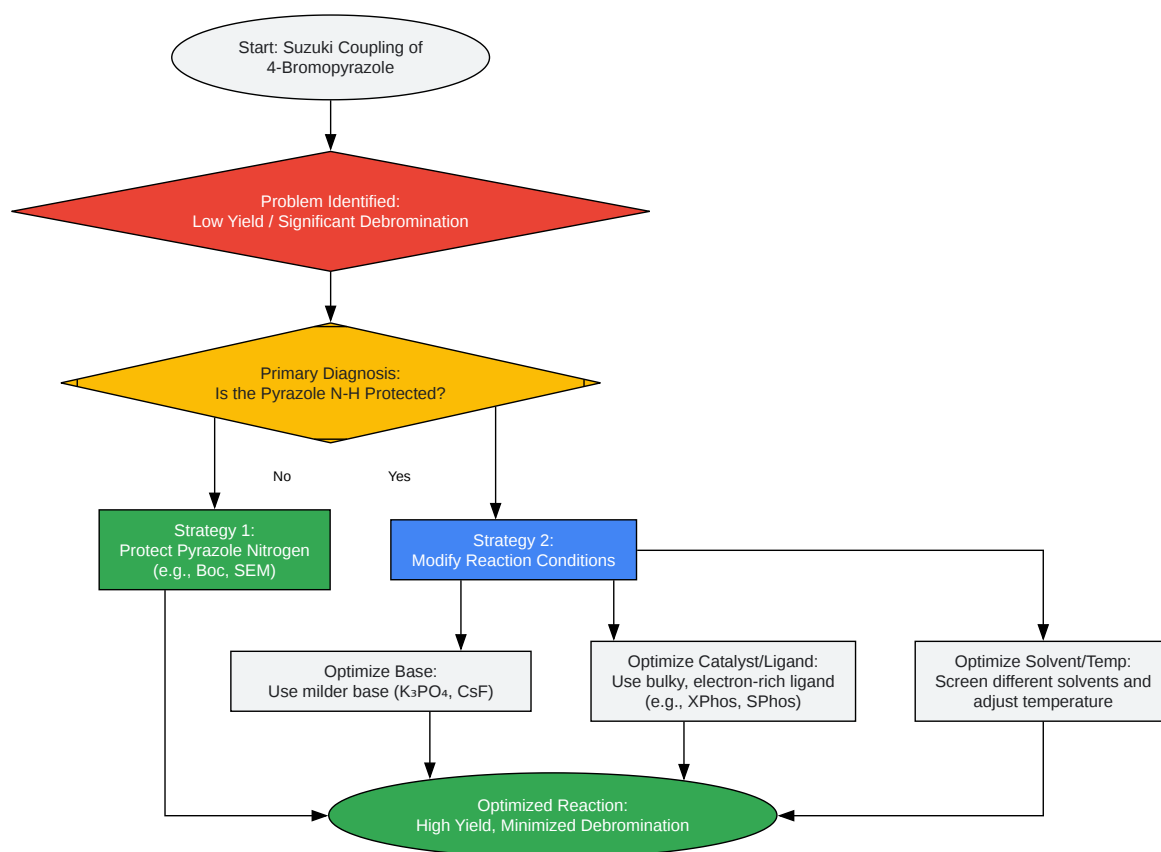 Start: Suzuki Coupling of
4-Bromopyrazole
Problem Identified:
Low Yield / Significant Debromination
Primary Diagnosis:
Is the Pyrazole N-H Protected?
No
Yes
Strategy 1:
Protect Pyrazole Nitrogen
(e.g., Boc, SEM)
Strategy 2:
Modify Reaction Conditions
Optimize Base:
Use milder base (K₃PO₄, CsF)
Optimize Catalyst/Ligand:
Use bulky, electron-rich ligand
(e.g., XPhos, SPhos)
Optimize Solvent/Temp:
Screen different solvents and
adjust temperature
Optimized Reaction:
High Yield, Minimized Debromination